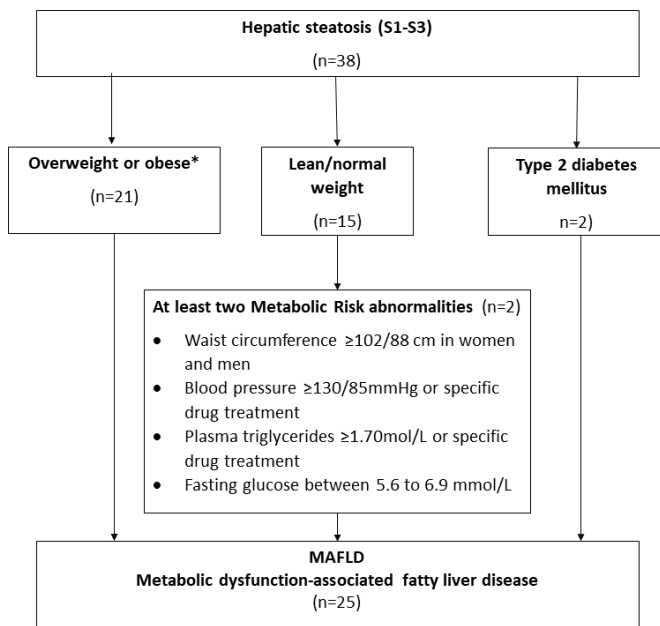 Hepatic steatosis (S1-S3)
(n=38)
Overweight or obese*
(n=21)
Lean/normal
weight
(n=15)
Type 2 diabetes
mellitus
n=2)
At least two Metabolic Risk abnormalities (n=2)
• Waist circumference ≥102/88 cm in women
and men
• Blood pressure ≥130/85mmHg or specific
drug treatment
• Plasma triglycerides ≥1.70mol/L or specific
drug treatment
• Fasting glucose between 5.6 to 6.9 mmol/L
MAFLD
Metabolic dysfunction-associated fatty liver disease
(n=25)